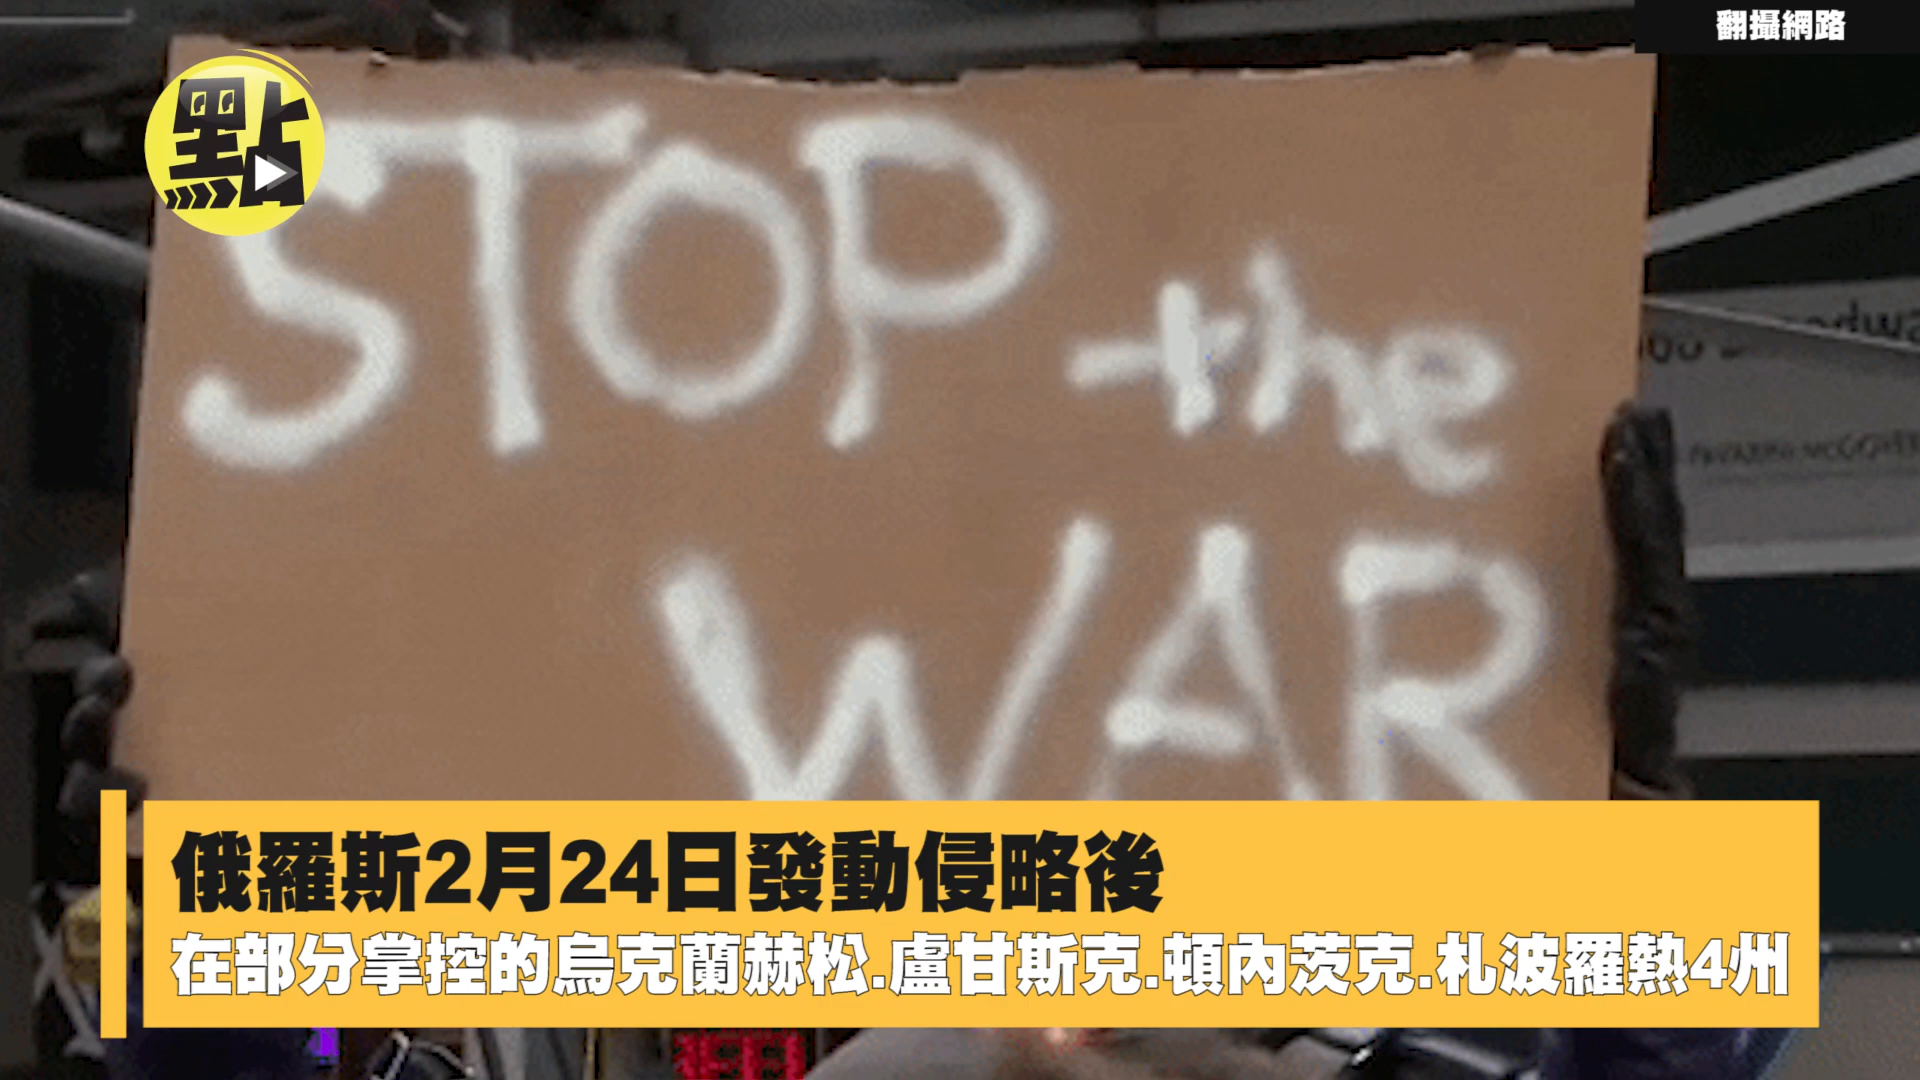 翻攝網路
點
STOP the
WAR
俄羅斯2月24日發動侵略後
在部分掌控的烏克蘭赫松.盧甘斯克.頓內茨克.札波羅熱4州